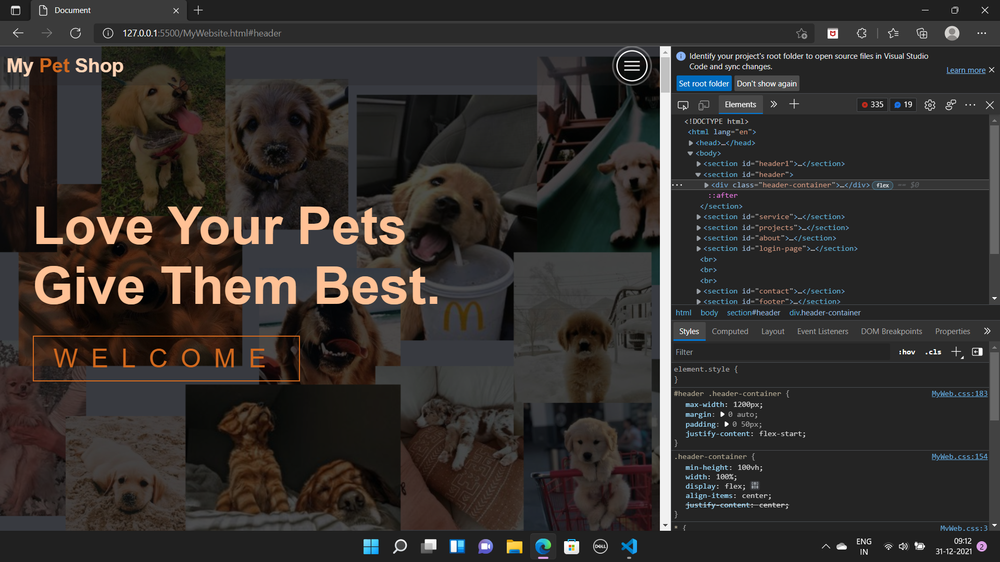 Document
127.0.0.1:5500/MyWebsite.html#header
My Pet Shop
Love Your Pets
Give Them Best.
WELCOME
Identify your project's root folder to open source files in Visual Studio
Code and sync changes.
Learn more
Set root folder Don't show again
Elements 335 19
<!DOCTYPE html>
<html lang="en">
<head>…</head>
<body>
<section id="header1">…</section>
<section id="header">
<div class="header-container">…</div> flex == $0
::after
</section>
<section id="service">…</section>
<section id="projects">…</section>
<section id="about">…</section>
<section id="login-page">…</section>
<br>
<br>
<br>
<section id="contact">…</section>
<section id="footer">…</section>
html body section#header div.header-container
Styles Computed Layout Event Listeners DOM Breakpoints Properties
Filter :hov .cls
element.style {
}
#header .header-container { MyWeb.css:183
max-width: 1200px;
margin: 0 auto;
padding: 0 50px;
justify-content: flex-start;
}
.header-container { MyWeb.css:154
min-height: 100vh;
width: 100%;
display: flex;
align-items: center;
justify-content: center;
}
* { MyWeb.css:3
DELL
ENG
IN
09:12
31-12-2021
2